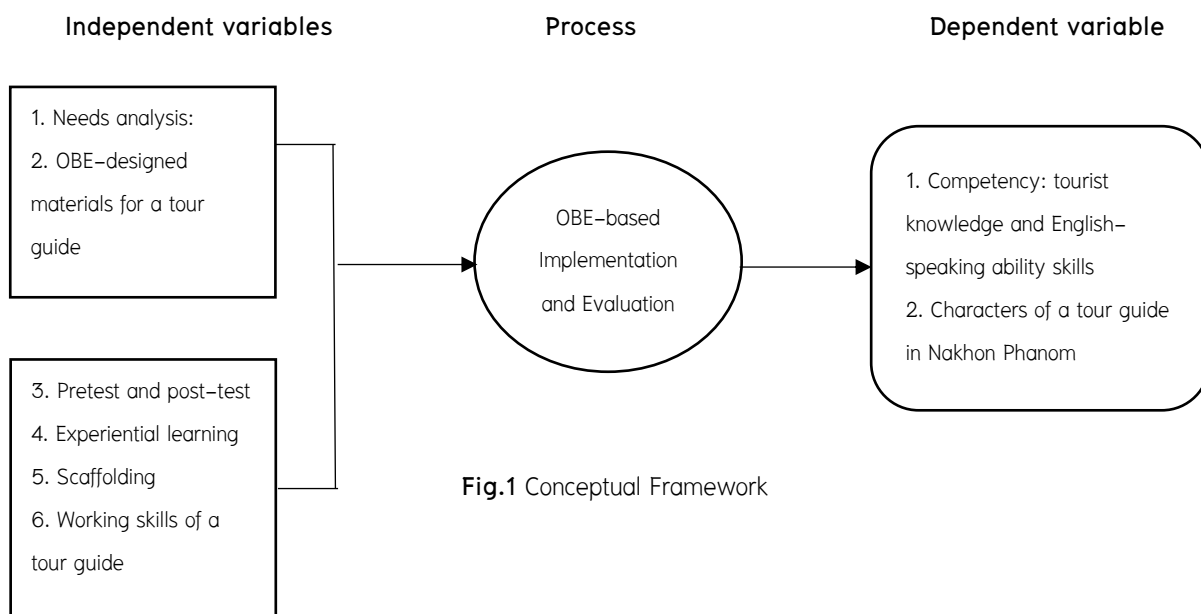 Independent variables
Process
Dependent variable
1. Needs analysis:
2. OBE-designed
materials for a tour
guide
3. Pretest and post-test
4. Experiential learning
5. Scaffolding
6. Working skills of a
tour guide
OBE-based
Implementation
and Evaluation
1. Competency: tourist
knowledge and English-
speaking ability skills
2. Characters of a tour guide
in Nakhon Phanom
Fig.1 Conceptual Framework